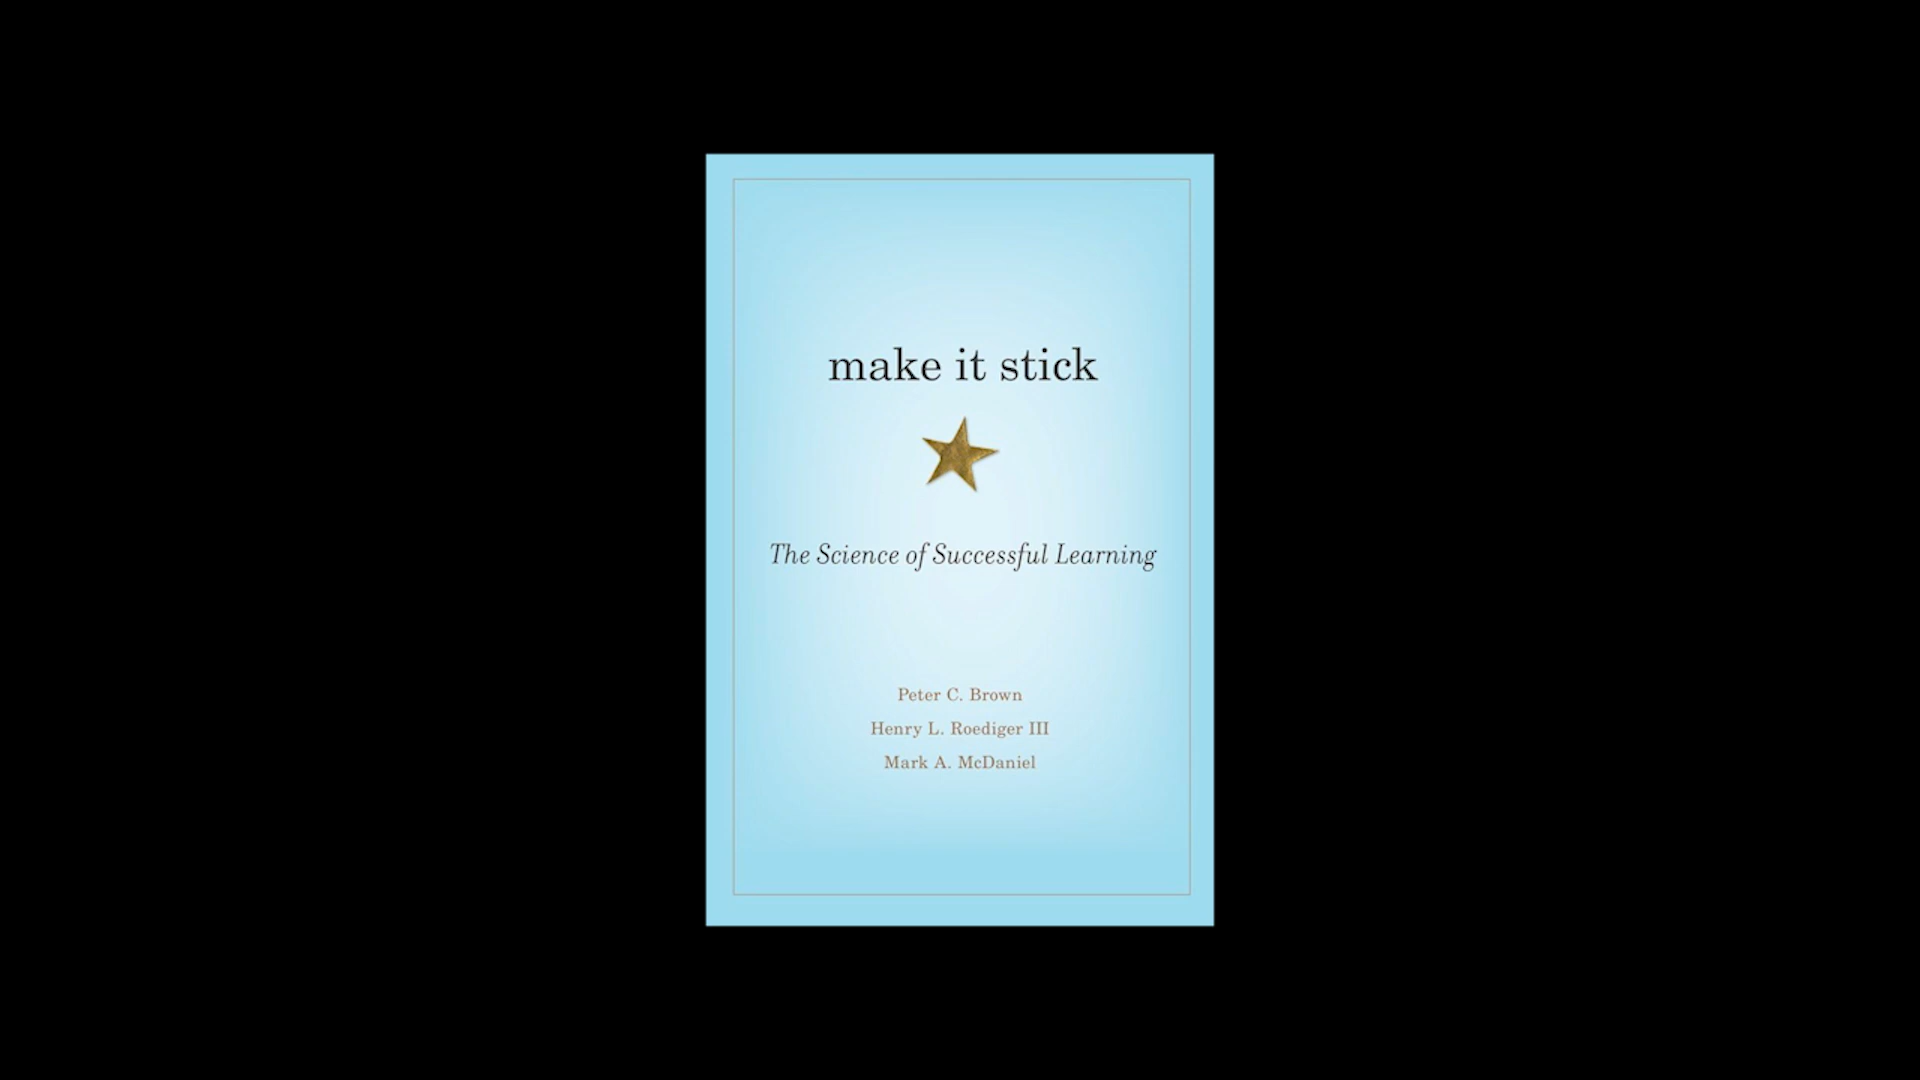 make it stick
The Science of Successful Learning
Peter C. Brown
Henry L. Roediger III
Mark A. McDaniel